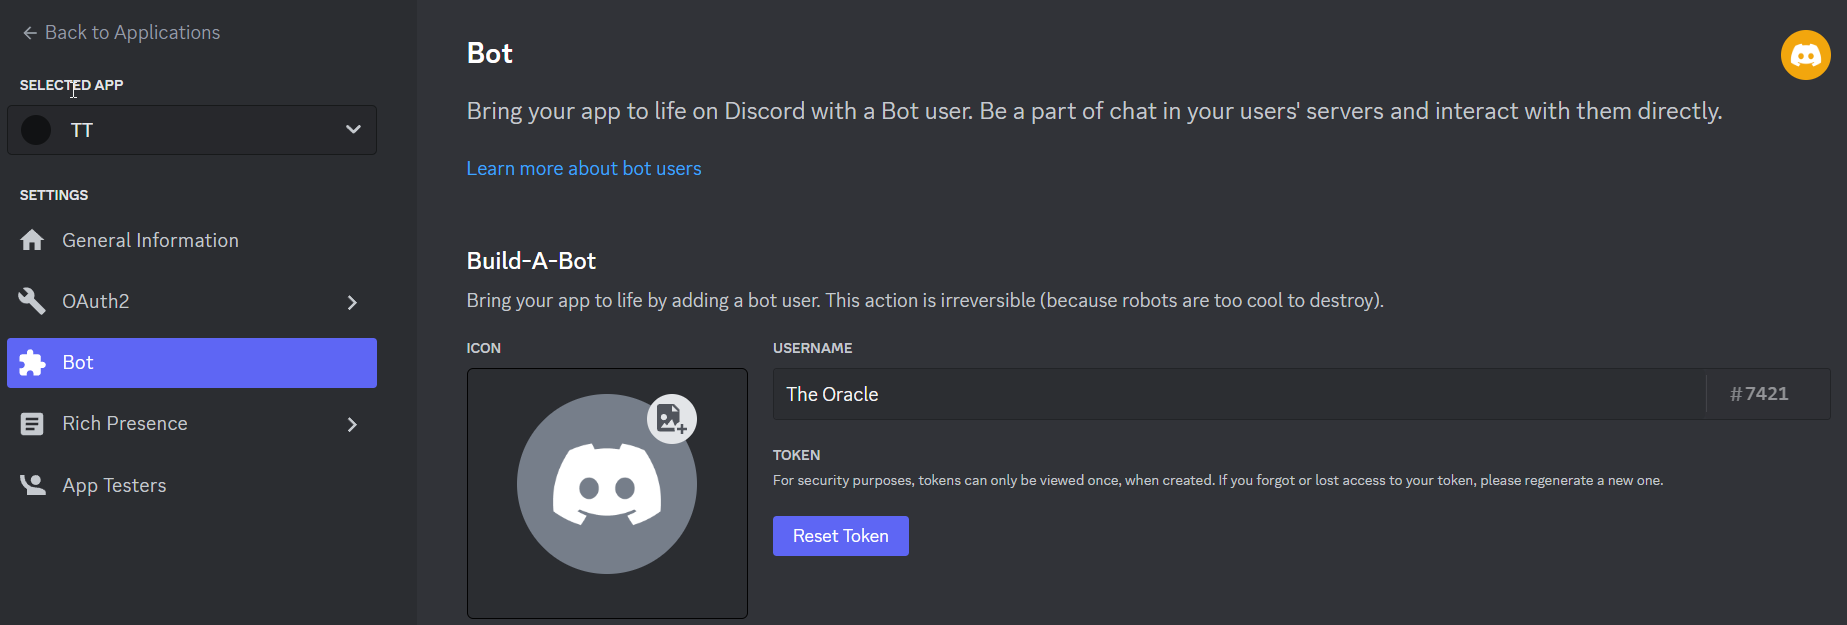 Back to Applications
SELECTED APP
TT
SETTINGS
General Information
OAuth2
Bot
Rich Presence
App Testers
Bot
Bring your app to life on Discord with a Bot user. Be a part of chat in your users' servers and interact with them directly.
Learn more about bot users
Build-A-Bot
Bring your app to life by adding a bot user. This action is irreversible (because robots are too cool to destroy).
ICON
USERNAME
The Oracle
#7421
TOKEN
For security purposes, tokens can only be viewed once, when created. If you forgot or lost access to your token, please regenerate a new one.
Reset Token